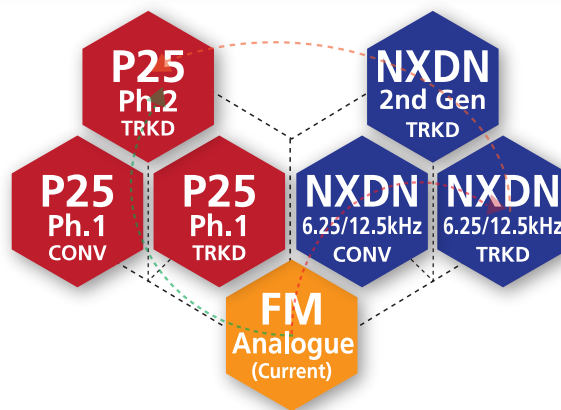 P25
Ph.2
TRKD
NXDN
2nd Gen
TRKD
P25
Ph.1
CONV
P25
Ph.1
TRKD
NXDN
6.25/12.5kHz
CONV
NXDN
6.25/12.5kHz
TRKD
FM
Analogue
(Current)